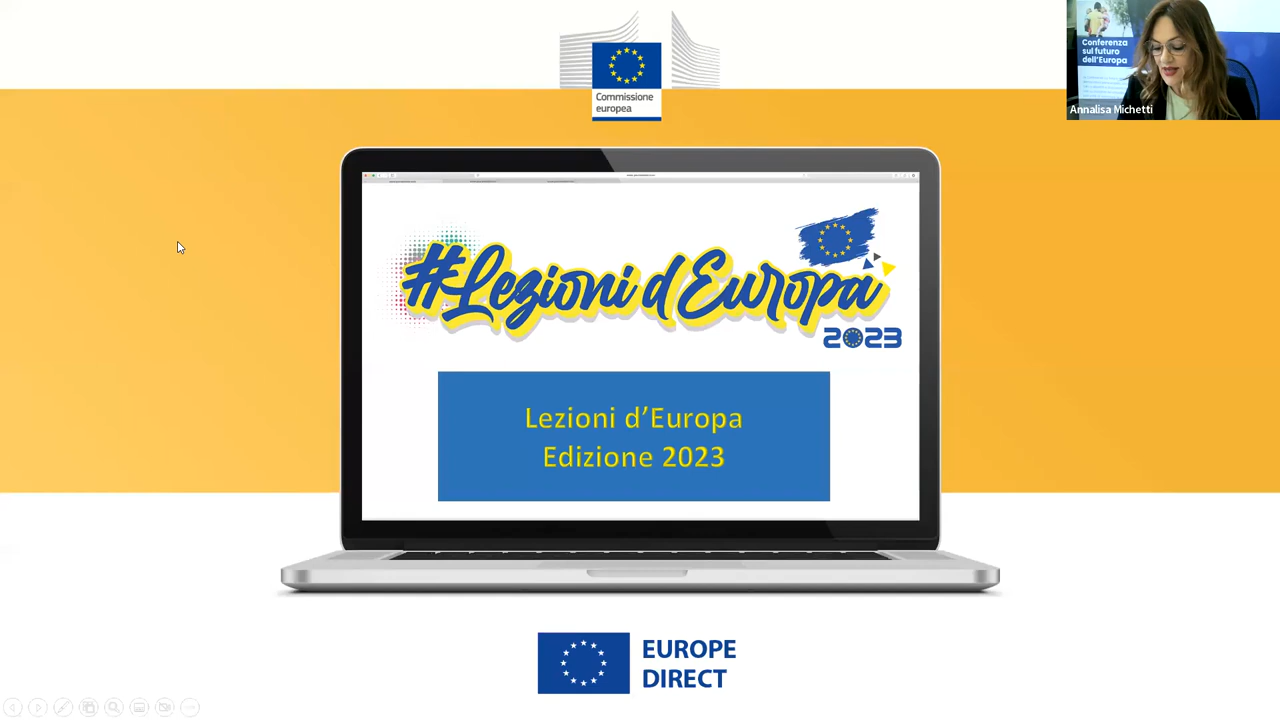 Commissione
europea
Conferenza
sul futuro
dell'Europa
Annalisa Michetti
#Lezioni d'Europa
2023
Lezioni d'Europa
Edizione 2023
EUROPE
DIRECT